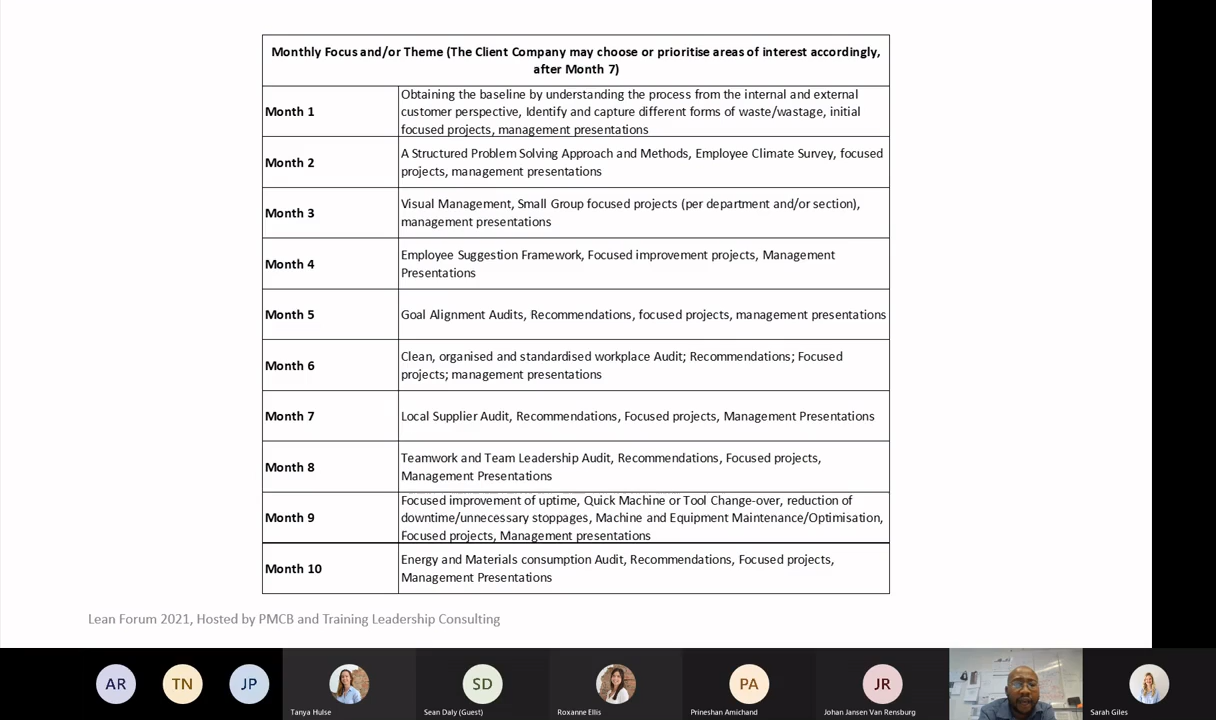 Monthly Focus and/or Theme (The Client Company may choose or prioritise areas of interest accordingly,
after Month 7)
Month 1
Obtaining the baseline by understanding the process from the internal and external
customer perspective, Identify and capture different forms of waste/wastage, initial
focused projects, management presentations
Month 2
A Structured Problem Solving Approach and Methods, Employee Climate Survey, focused
projects, management presentations
Month 3
Visual Management, Small Group focused projects (per department and/or section),
management presentations
Month 4
Employee Suggestion Framework, Focused improvement projects, Management
Presentations
Month 5
Goal Alignment Audits, Recommendations, focused projects, management presentations
Month 6
Clean, organised and standardised workplace Audit; Recommendations; Focused
projects; management presentations
Month 7
Local Supplier Audit, Recommendations, Focused projects, Management Presentations
Month 8
Teamwork and Team Leadership Audit, Recommendations, Focused projects,
Management Presentations
Month 9
Focused improvement of uptime, Quick Machine or Tool Change-over, reduction of
downtime/unnecessary stoppages, Machine and Equipment Maintenance/Optimisation,
Focused projects, Management presentations
Month 10
Energy and Materials consumption Audit, Recommendations, Focused projects,
Management Presentations
Lean Forum 2021, Hosted by PMCB and Training Leadership Consulting
AR
TN
JP
SD
PA
JR
Tanya Hulse
Sean Daly (Guest)
Roxanne Ellis
Prineshan Amichand
Johan Jansen Van Rensburg
Sarah Giles